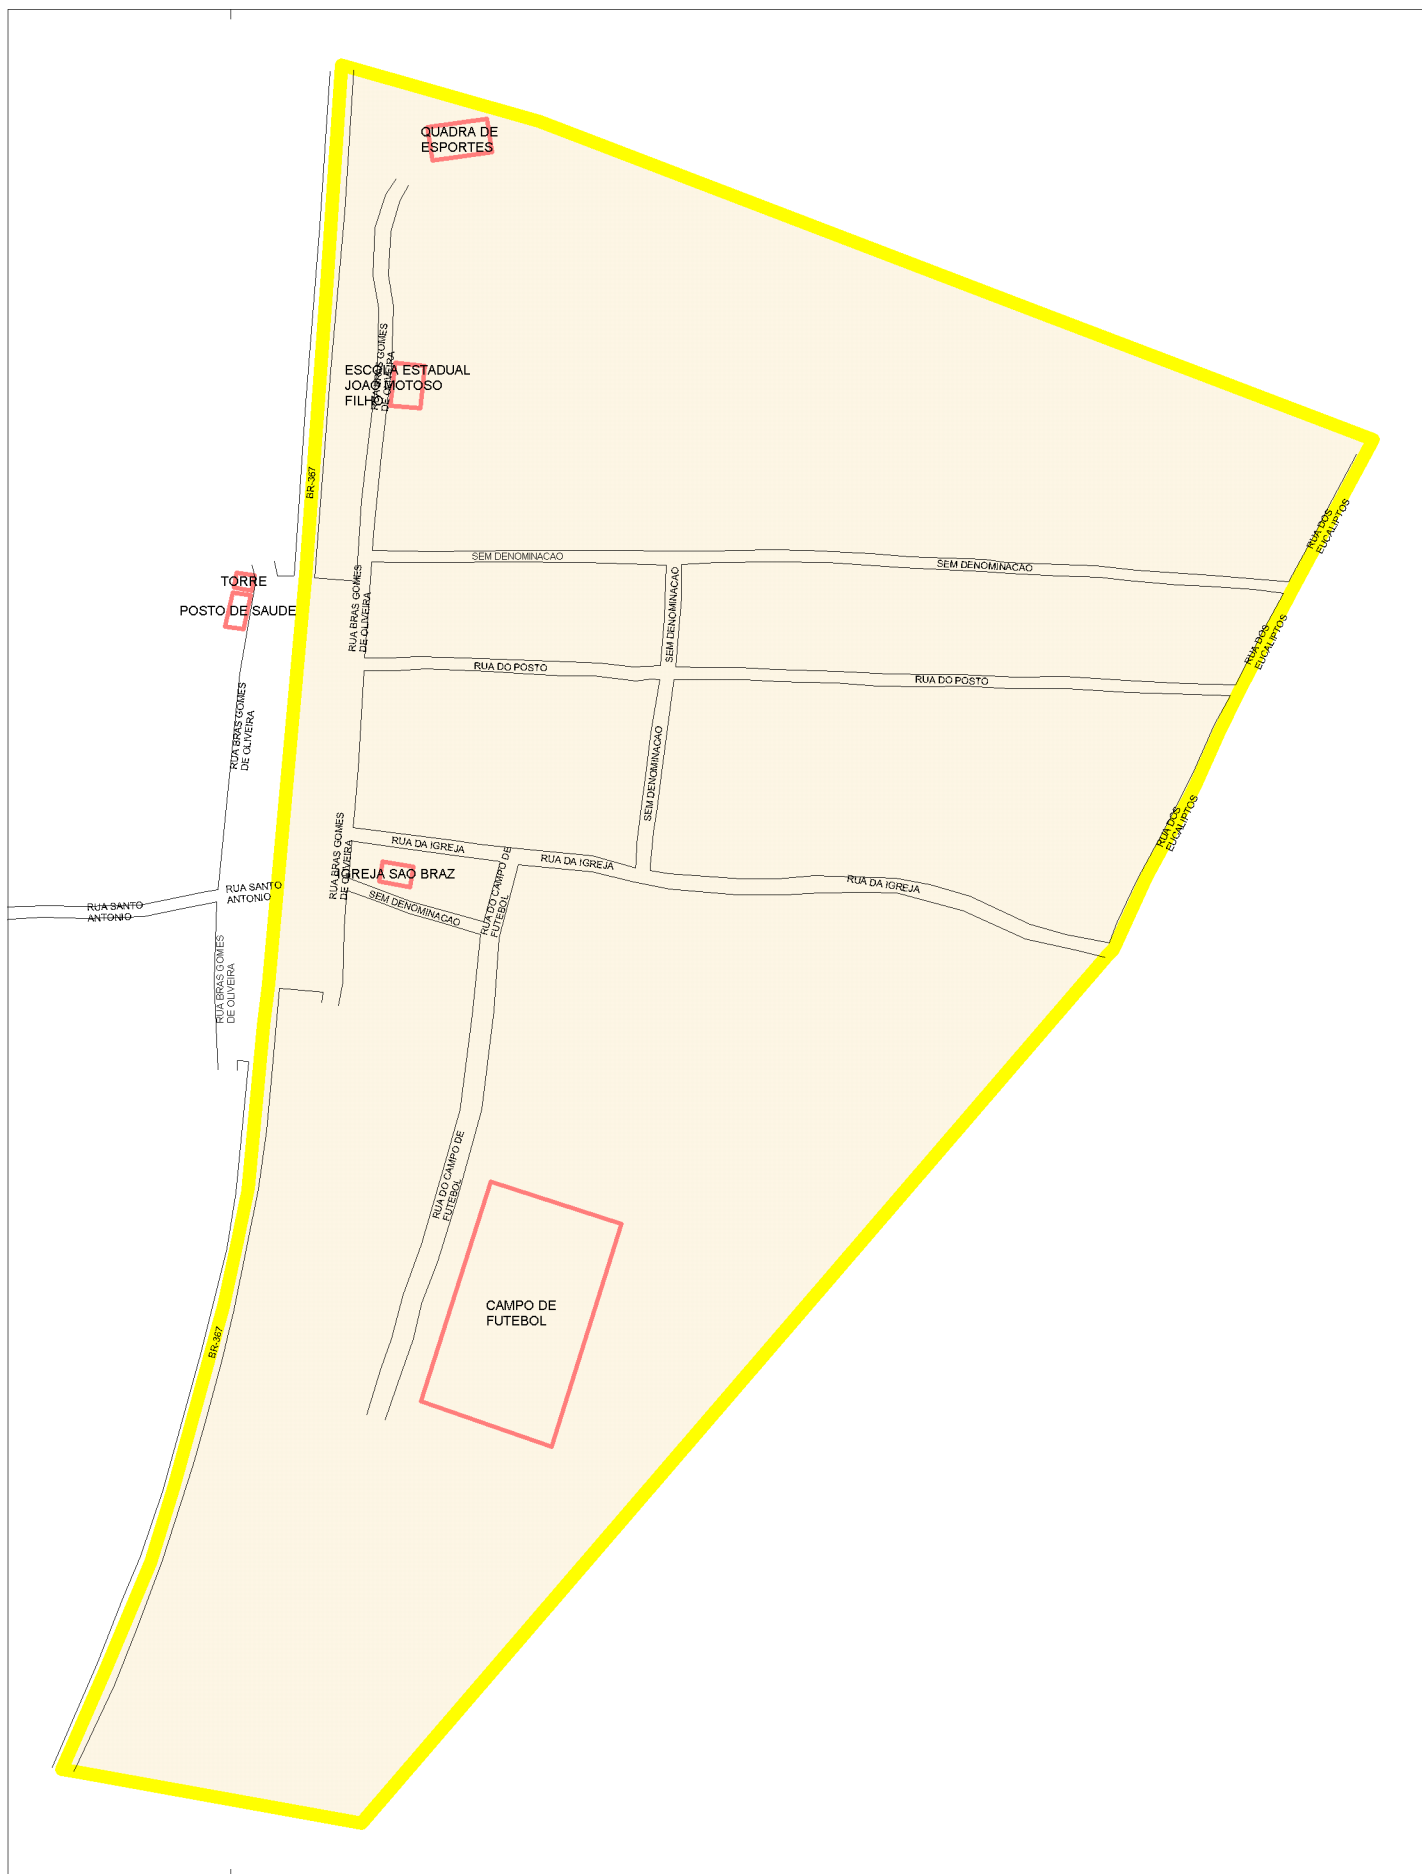 QUADRA DE
ESPORTES
RUA BRAS GOMES
DE OLIVEIRA
ESCOLA ESTADUAL
JOAO MOTOSO
FILHO
BR-367
RUA DOS
EUCALIPTOS
SEM DENOMINACAO
SEM DENOMINACAO
TORRE
POSTO DE SAUDE
RUA BRAS GOMES
DE OLIVEIRA
SEM DENOMINACAO
RUA DOS
EUCALIPTOS
RUA DO POSTO
RUA DO POSTO
RUA BRAS GOMES
DE OLIVEIRA
SEM DENOMINACAO
RUA DOS
EUCALIPTOS
RUA BRAS GOMES
DE OLIVEIRA
RUA DA IGREJA
RUA DA IGREJA
RUA DA IGREJA
IGREJA SAO BRAZ
RUA DO CAMPO DE
FUTEBOL
SEM DENOMINACAO
RUA SANTO
ANTONIO
RUA SANTO
ANTONIO
RUA BRAS GOMES
DE OLIVEIRA
RUA DO CAMPO DE
FUTEBOL
CAMPO DE
FUTEBOL
BR-367